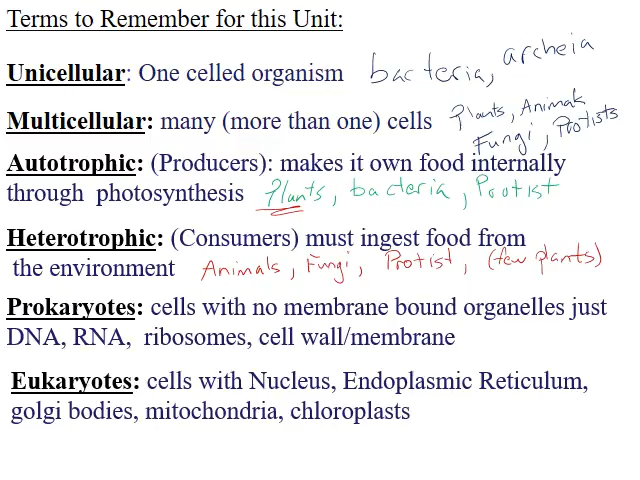 Terms to Remember for this Unit:
Unicellular: One celled organism bacteria, archeia
Multicellular: many (more than one) cells Plants, Animals
Fungi, Protists
Autotrophic: (Producers): makes it own food internally
through photosynthesis Plants, bacteria, Protist
Heterotrophic: (Consumers) must ingest food from
the environment Animals, Fungi, Protist, (few plants)
Prokaryotes: cells with no membrane bound organelles just
DNA, RNA, ribosomes, cell wall/membrane
Eukaryotes: cells with Nucleus, Endoplasmic Reticulum,
golgi bodies, mitochondria, chloroplasts